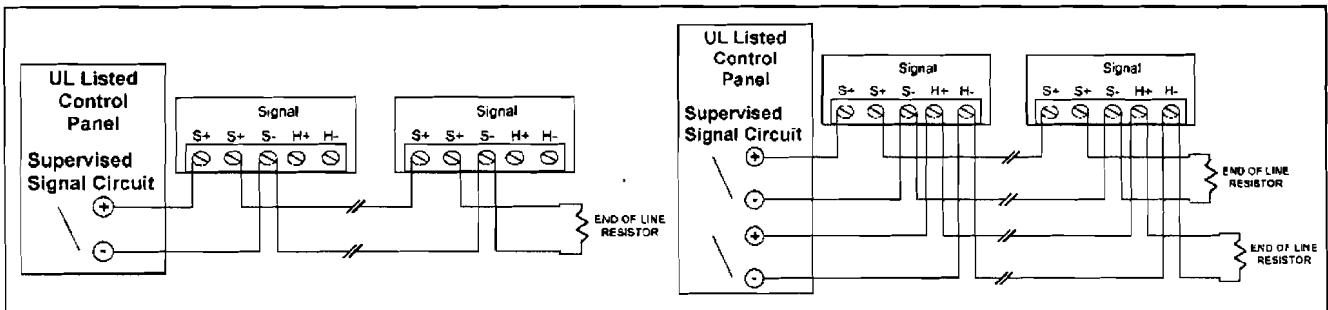 UL Listed
Control
Panel
Supervised
Signal Circuit
+
-
Signal
S+ S+ S- H+ H-
Signal
S+ S+ S- H+ H-
END OF LINE
RESISTOR
UL Listed
Control
Panel
Supervised
Signal Circuit
+
-
+
-
Signal
S+ S+ S- H+ H-
Signal
S+ S+ S- H+ H-
END OF LINE
RESISTOR
END OF LINE
RESISTOR